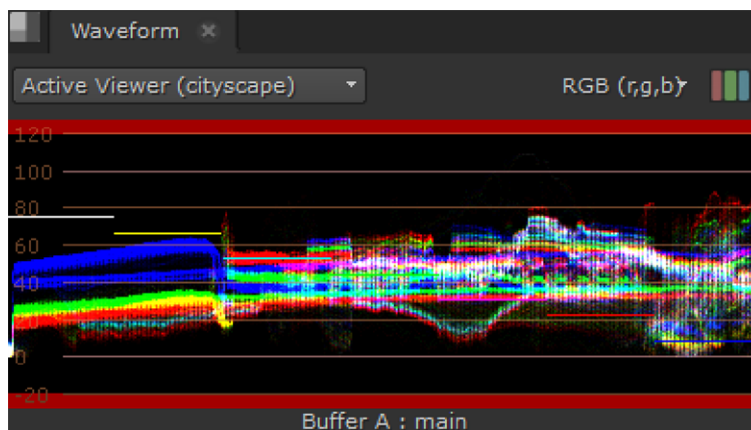 Waveform
Active Viewer (cityscape)
RGB (r,g,b)
120
100
80
60
40
20
0
-20
Buffer A : main